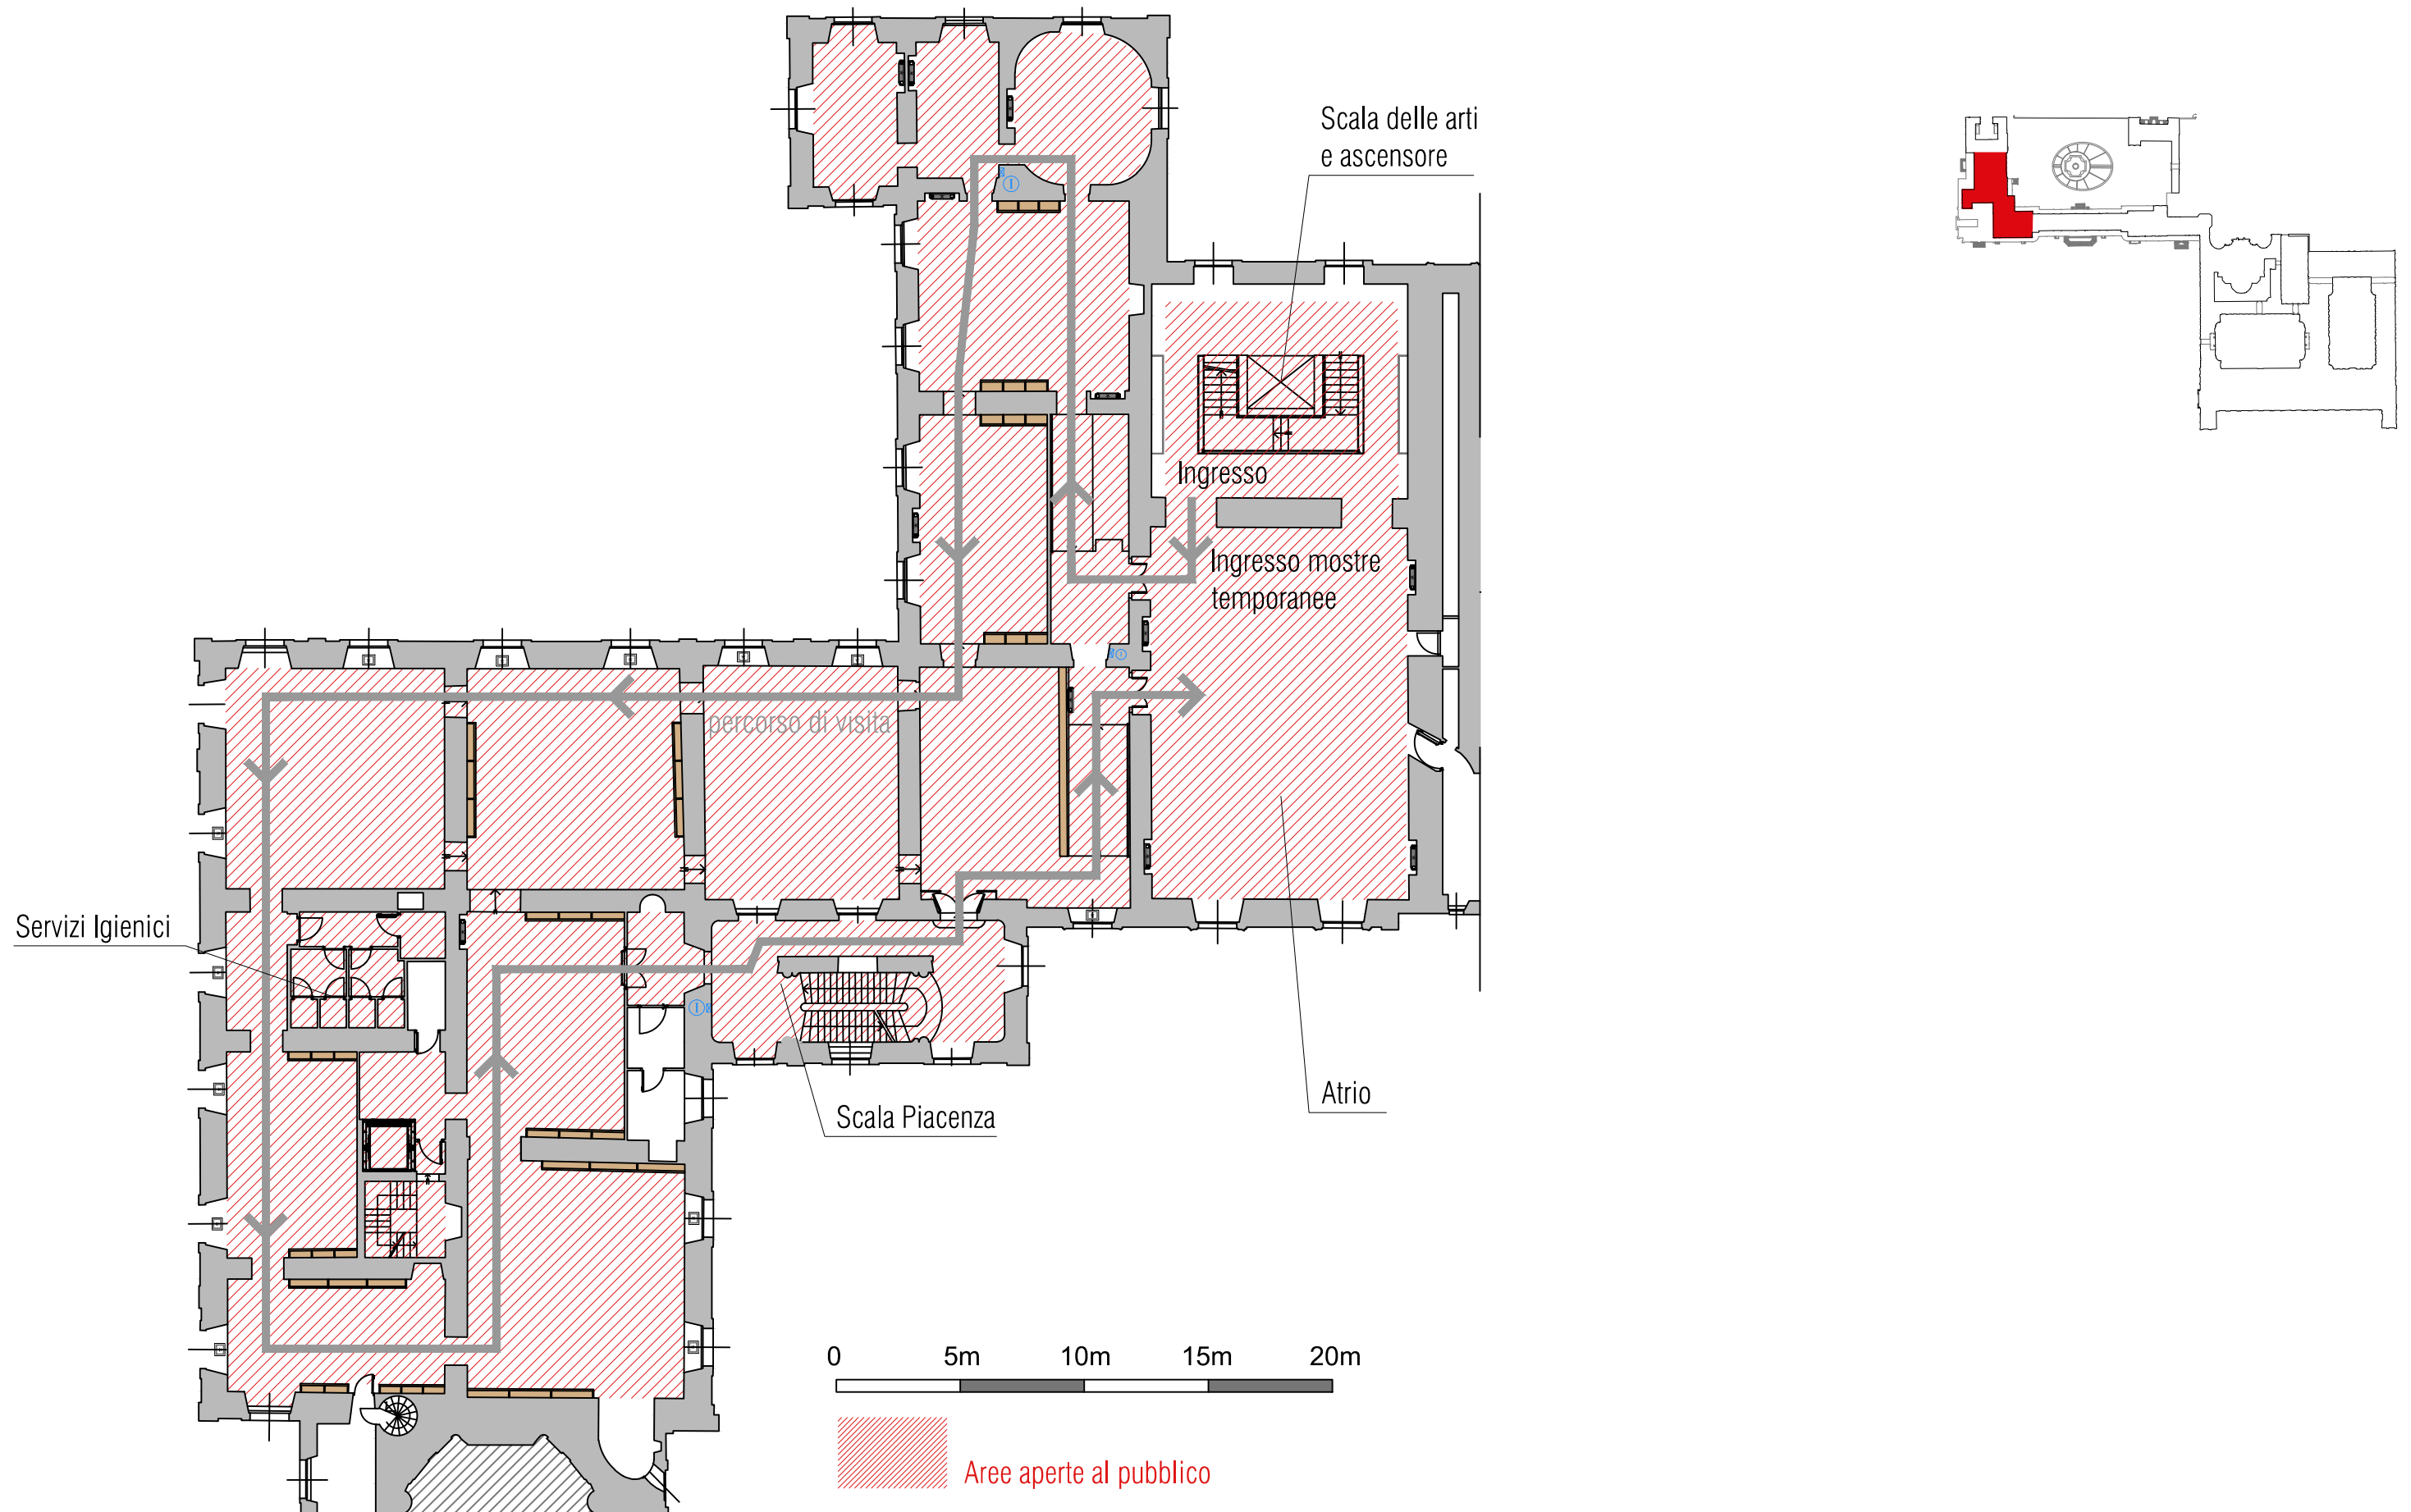 Scala delle arti
e ascensore
Ingresso
Ingresso mostre
temporanee
percorso di visita
Servizi Igienici
Scala Piacenza
Atrio
0 5m 10m 15m 20m
Aree aperte al pubblico